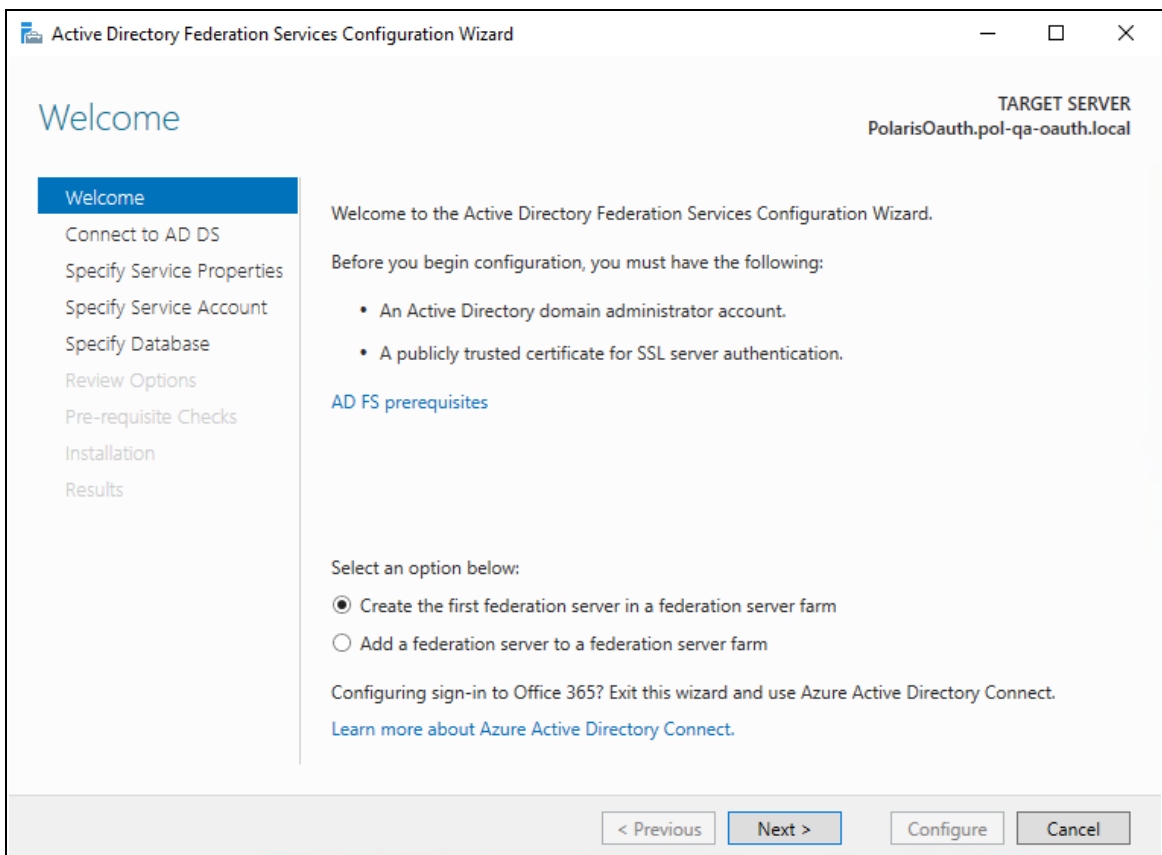 Active Directory Federation Services Configuration Wizard
Welcome
TARGET SERVER
PolarisOauth.pol-qa-oauth.local
Welcome
Connect to AD DS
Specify Service Properties
Specify Service Account
Specify Database
Review Options
Pre-requisite Checks
Installation
Results
Welcome to the Active Directory Federation Services Configuration Wizard.
Before you begin configuration, you must have the following:
• An Active Directory domain administrator account.
• A publicly trusted certificate for SSL server authentication.
AD FS prerequisites
Select an option below:
Create the first federation server in a federation server farm
Add a federation server to a federation server farm
Configuring sign-in to Office 365? Exit this wizard and use Azure Active Directory Connect.
Learn more about Azure Active Directory Connect.
< Previous
Next >
Configure
Cancel